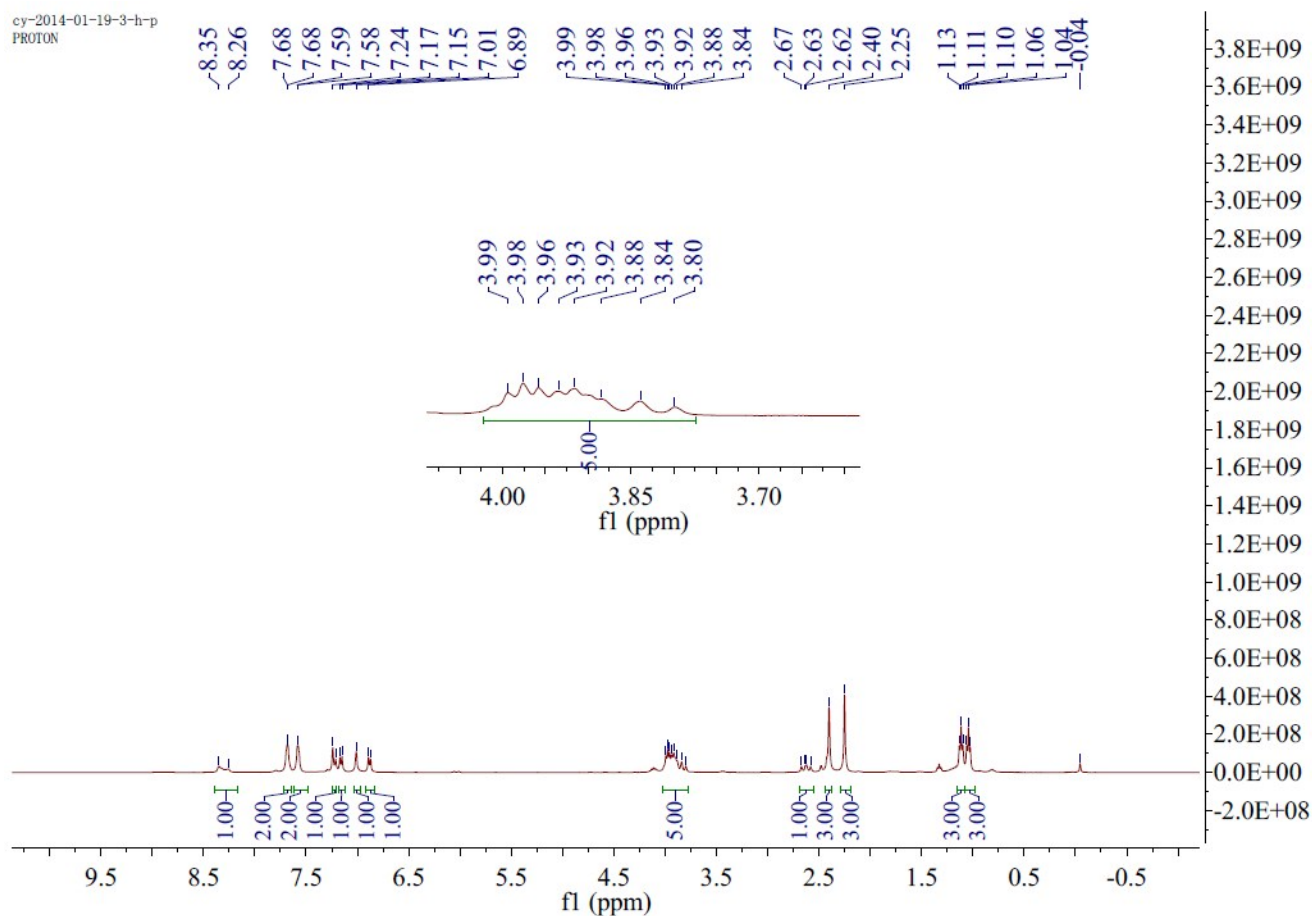 cy-2014-01-19-3-h-p
PROTON
8.35
8.26
7.68
7.68
7.59
7.58
7.24
7.17
7.15
7.01
6.89
3.99
3.98
3.96
3.93
3.92
3.88
3.84
2.67
2.63
2.62
2.40
2.25
1.13
1.11
1.10
1.06
1.04
-0.04
3.8E+09
3.6E+09
3.4E+09
3.2E+09
3.0E+09
2.8E+09
2.6E+09
2.4E+09
2.2E+09
2.0E+09
1.8E+09
1.6E+09
1.4E+09
1.2E+09
1.0E+09
8.0E+08
6.0E+08
4.0E+08
2.0E+08
0.0E+00
-2.0E+08
3.99
3.98
3.96
3.93
3.92
3.88
3.84
3.80
5.00
4.00 3.85 3.70
f1 (ppm)
1.00
2.00
2.00
1.00
1.00
1.00
1.00
5.00
1.00
3.00
3.00
3.00
3.00
9.5 8.5 7.5 6.5 5.5 4.5 3.5 2.5 1.5 0.5 -0.5
f1 (ppm)